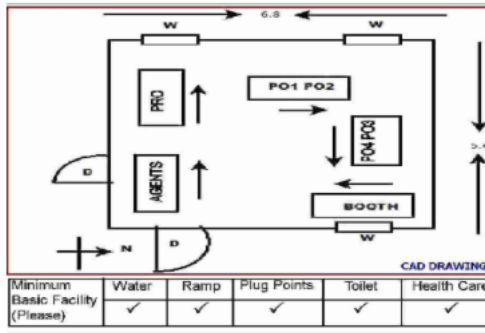 6.8
W W
PO1 PO2
PRO
PO4 PO3
AGENTS
D
BOOTH
N D W
CAD DRAWING
Minimum Basic Facility (Please) Water Ramp Plug Points Toilet Health Care
✓ ✓ ✓ ✓ ✓